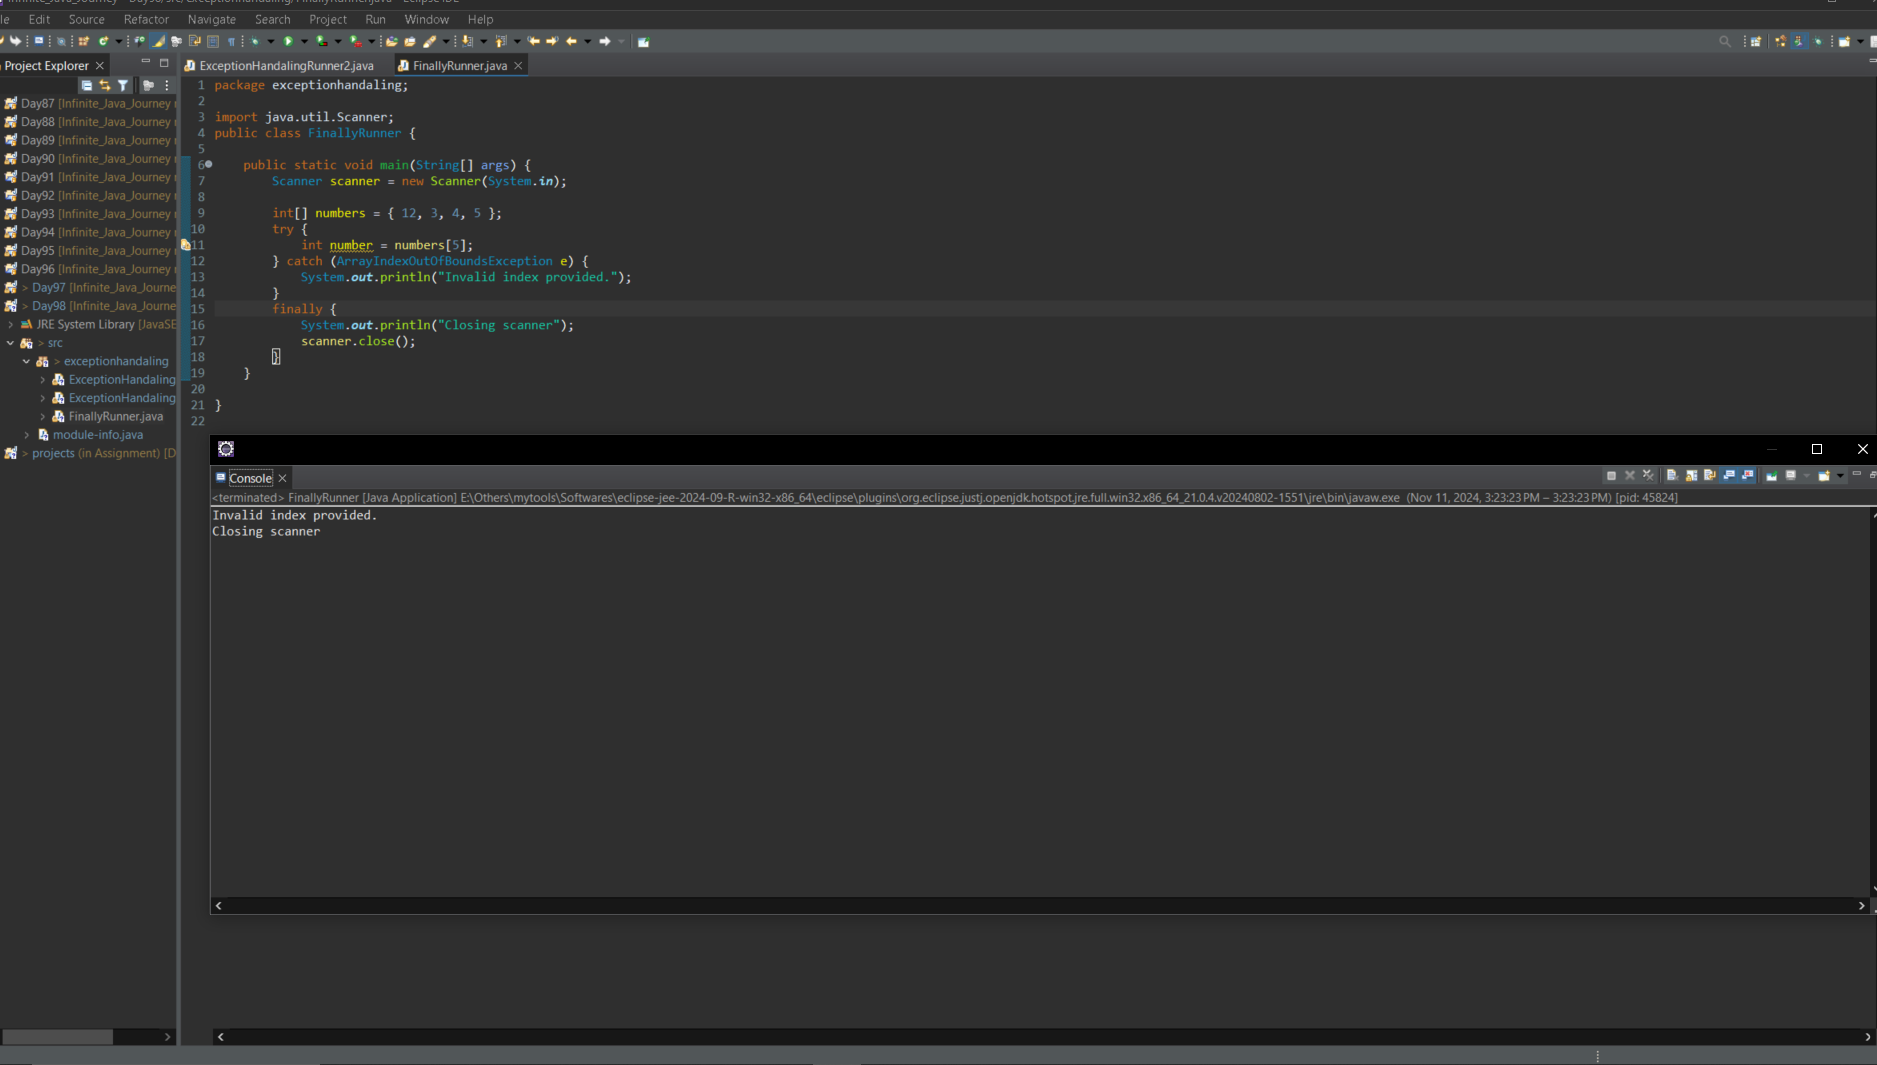 Edit Source Refactor Navigate Search Project Run Window Help
Project Explorer
ExceptionHandalingRunner2.java
FinallyRunner.java
Day87 [Infinite_Java_Journey
Day88 [Infinite_Java_Journey
Day89 [Infinite_Java_Journey
Day90 [Infinite_Java_Journey
Day91 [Infinite_Java_Journey
Day92 [Infinite_Java_Journey
Day93 [Infinite_Java_Journey
Day94 [Infinite_Java_Journey
Day95 [Infinite_Java_Journey
Day96 [Infinite_Java_Journey
> Day97 [Infinite_Java_Journe
> Day98 [Infinite_Java_Journe
JRE System Library [JavaSE
> src
> exceptionhandaling
ExceptionHandaling
ExceptionHandaling
FinallyRunner.java
module-info.java
> projects (in Assignment) [D
1 package exceptionhandaling;
2
3 import java.util.Scanner;
4 public class FinallyRunner {
5
6 public static void main(String[] args) {
7 Scanner scanner = new Scanner(System.in);
8
9 int[] numbers = { 12, 3, 4, 5 };
10 try {
11 int number = numbers[5];
12 } catch (ArrayIndexOutOfBoundsException e) {
13 System.out.println("Invalid index provided.");
14 }
15 finally {
16 System.out.println("Closing scanner");
17 scanner.close();
18 }
19 }
20
21 }
22
Console
<terminated> FinallyRunner [Java Application] E:\Others\mytools\Softwares\eclipse-jee-2024-09-R-win32-x86_64\eclipse\plugins\org.eclipse.justj.openjdk.hotspot.jre.full.win32.x86_64_21.0.4.v20240802-1551\jre\bin\javaw.exe (Nov 11, 2024, 3:23:23 PM – 3:23:23 PM) [pid: 45824]
Invalid index provided.
Closing scanner